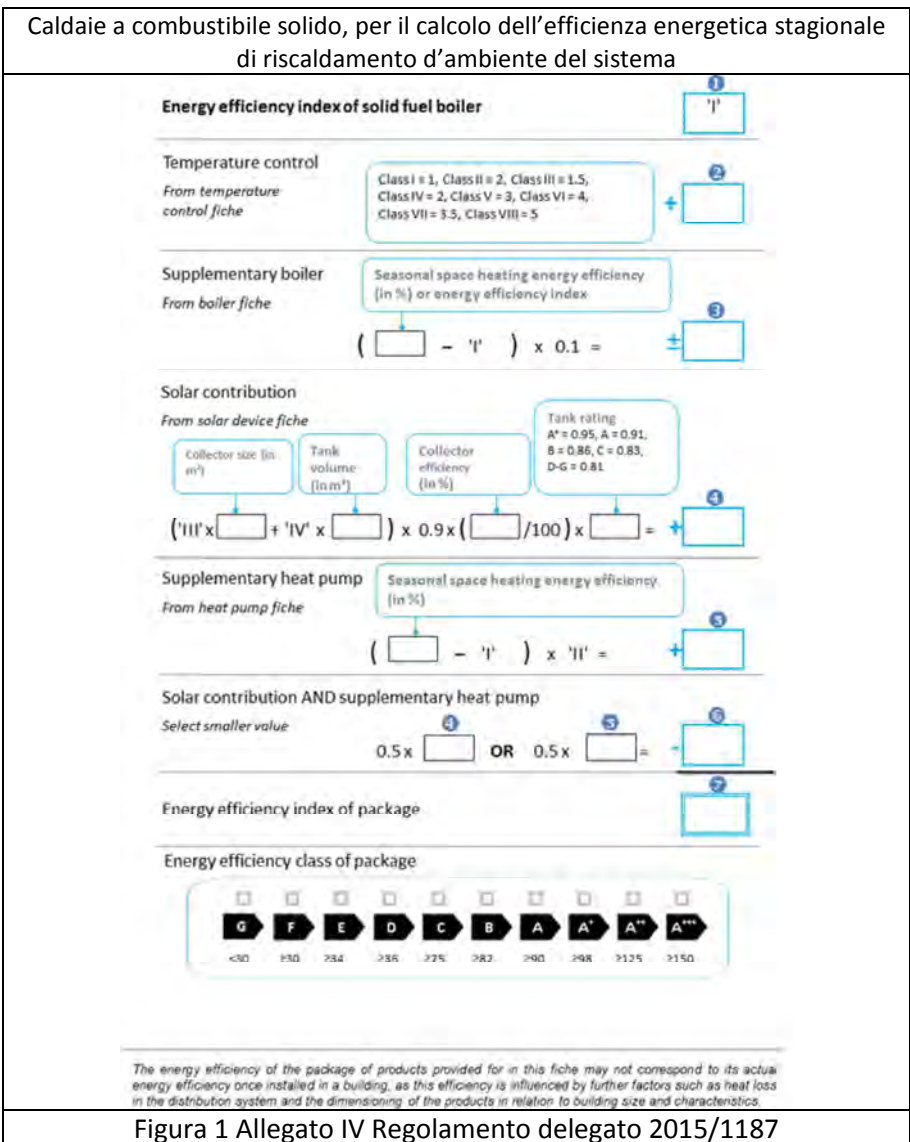 Caldaie a combustibile solido, per il calcolo dell’efficienza energetica stagionale
di riscaldamento d’ambiente del sistema
❶
Energy efficiency index of solid fuel boiler
'I'
Temperature control
From temperature
control fiche
Class I = 1, Class II = 2, Class III = 1.5,
Class IV = 2, Class V = 3, Class VI = 4,
Class VII = 3.5, Class VIII = 5
❷
+
Supplementary boiler
From boiler fiche
Seasonal space heating energy efficiency
(in %) or energy efficiency index
❸
( - 'I' ) x 0.1 = ±
Solar contribution
From solar device fiche
Collector size (in
m²)
Tank
volume
(in m³)
Collector
efficiency
(in %)
Tank rating
A⁺ = 0.95, A = 0.91,
B = 0.86, C = 0.83,
D-G = 0.81
❹
('III' x + 'IV' x ) x 0.9 x ( /100) x = +
Supplementary heat pump
From heat pump fiche
Seasonal space heating energy efficiency
(in %)
❺
( - 'I' ) x 'II' = +
Solar contribution AND supplementary heat pump
Select smaller value
❹ ❺ ❻
0.5 x OR 0.5 x = -
❼
Energy efficiency index of package
Energy efficiency class of package
G F E D C B A A⁺ A⁺⁺ A⁺⁺⁺
<30 ≥30 ≥34 ≥36 ≥75 ≥82 ≥90 ≥98 ≥125 ≥150
The energy efficiency of the package of products provided for in this fiche may not correspond to its actual
energy efficiency once installed in a building, as this efficiency is influenced by further factors such as heat loss
in the distribution system and the dimensioning of the products in relation to building size and characteristics.
Figura 1 Allegato IV Regolamento delegato 2015/1187